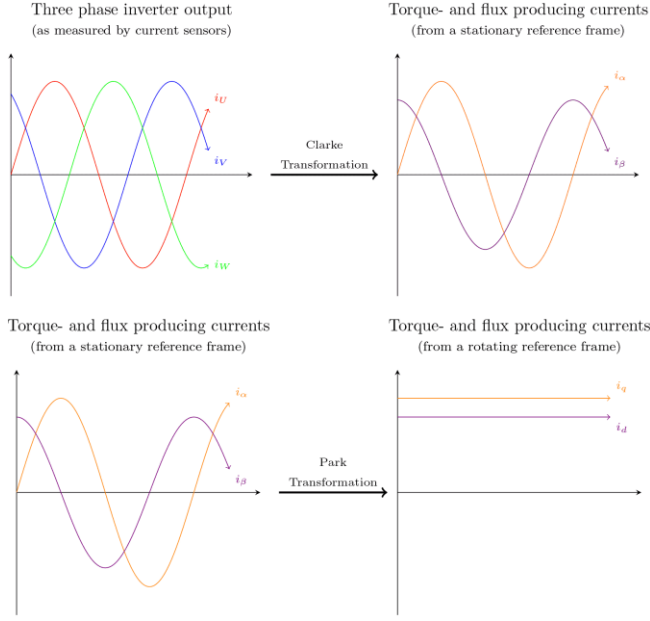 Three phase inverter output
(as measured by current sensors)
i_U
i_V
i_W
Clarke
Transformation
Torque- and flux producing currents
(from a stationary reference frame)
i_α
i_β
Torque- and flux producing currents
(from a stationary reference frame)
i_α
i_β
Park
Transformation
Torque- and flux producing currents
(from a rotating reference frame)
i_q
i_d